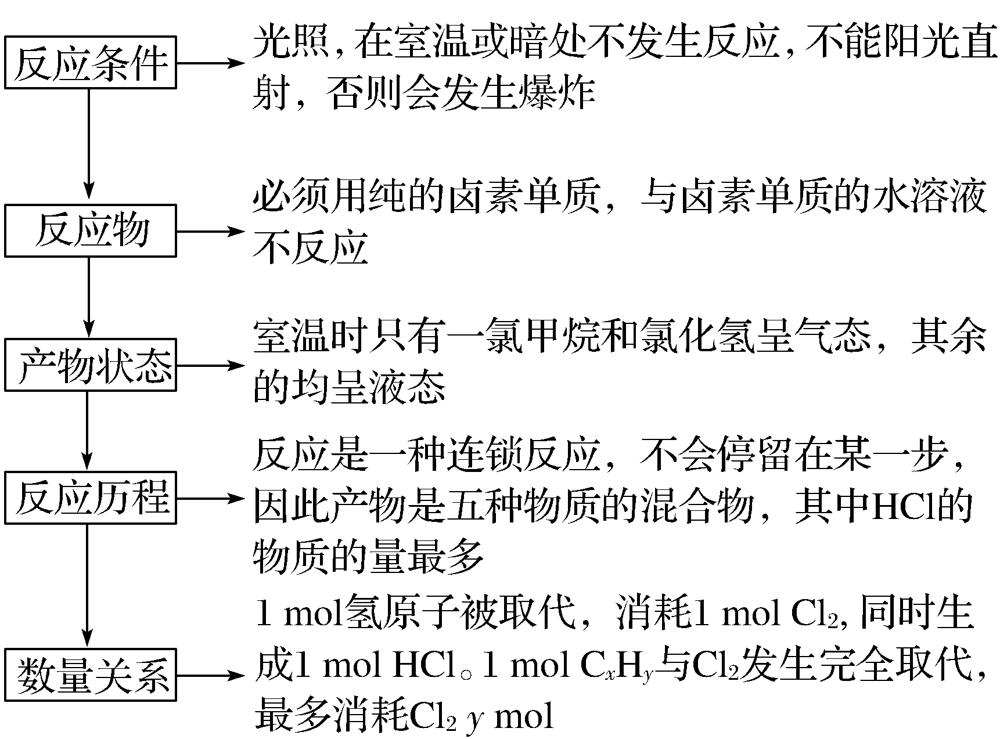 反应条件
光照,在室温或暗处不发生反应,不能阳光直
射，否则会发生爆炸
反应物
必须用纯的卤素单质，与卤素单质的水溶液
不反应
产物状态
室温时只有一氯甲烷和氯化氢呈气态，其余
的均呈液态
反应历程
反应是一种连锁反应，不会停留在某一步，
因此产物是五种物质的混合物，其中HCl的
物质的量最多
数量关系
1 mol氢原子被取代，消耗1 mol Cl₂,同时生
成1 mol HCl。1 mol CₓHᵧ与Cl₂发生完全取代，
最多消耗Cl₂ y mol